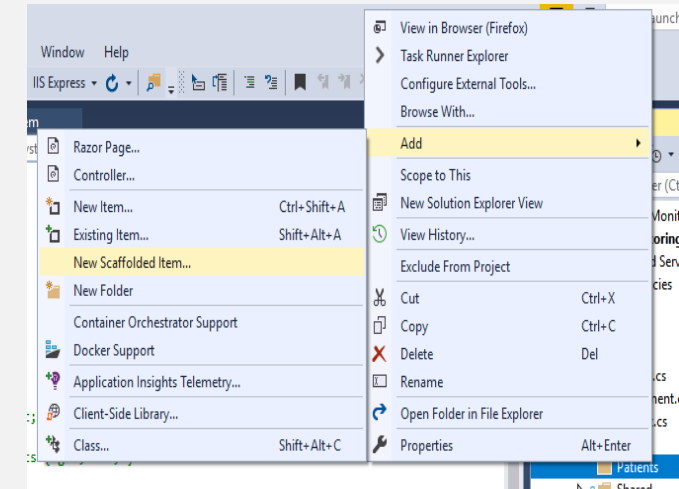 Window Help
IIS Express
View in Browser (Firefox)
Task Runner Explorer
Configure External Tools...
Browse With...
Add
Scope to This
New Solution Explorer View
View History...
Exclude From Project
Cut Ctrl+X
Copy Ctrl+C
Delete Del
Rename
Open Folder in File Explorer
Properties Alt+Enter
Razor Page...
Controller...
New Item... Ctrl+Shift+A
Existing Item... Shift+Alt+A
New Scaffolded Item...
New Folder
Container Orchestrator Support
Docker Support
Application Insights Telemetry...
Client-Side Library...
Class... Shift+Alt+C
.cs
.cs
Patients
Shared